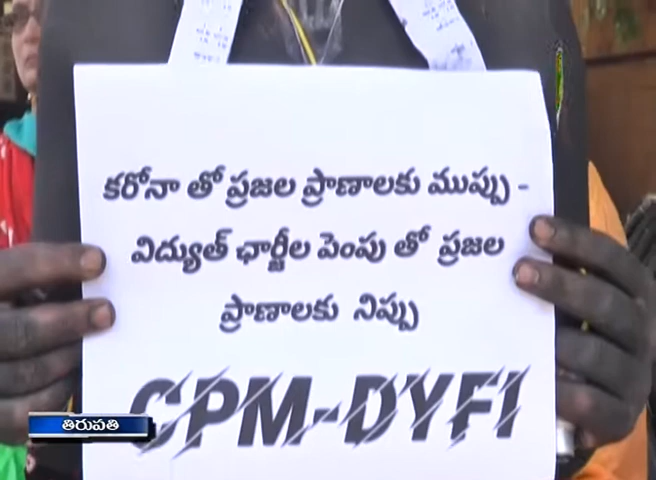 కరోనా తో ప్రజల ప్రాణాలకు ముప్పు -
విద్యుత్ ఛార్జీల పెంపు తో ప్రజల
ప్రాణాలకు నిప్పు
CPM-DYFI
తిరుపతి